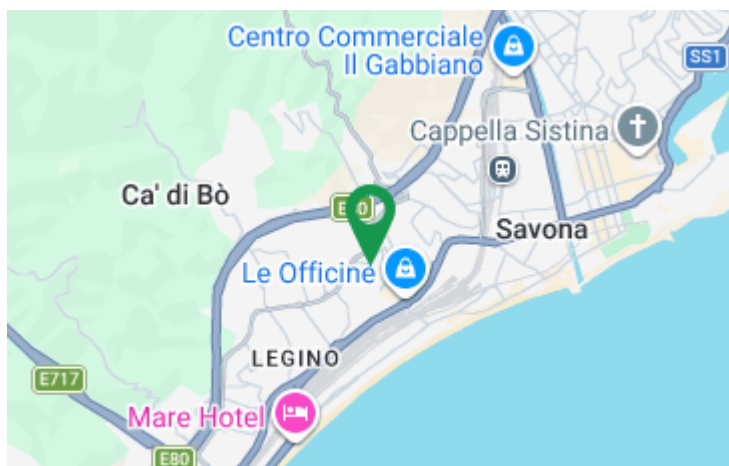 Centro Commerciale
Il Gabbiano
SS1
Cappella Sistina
Ca' di Bò
E80
Savona
Le Officine
LEGINO
E717
Mare Hotel
E80